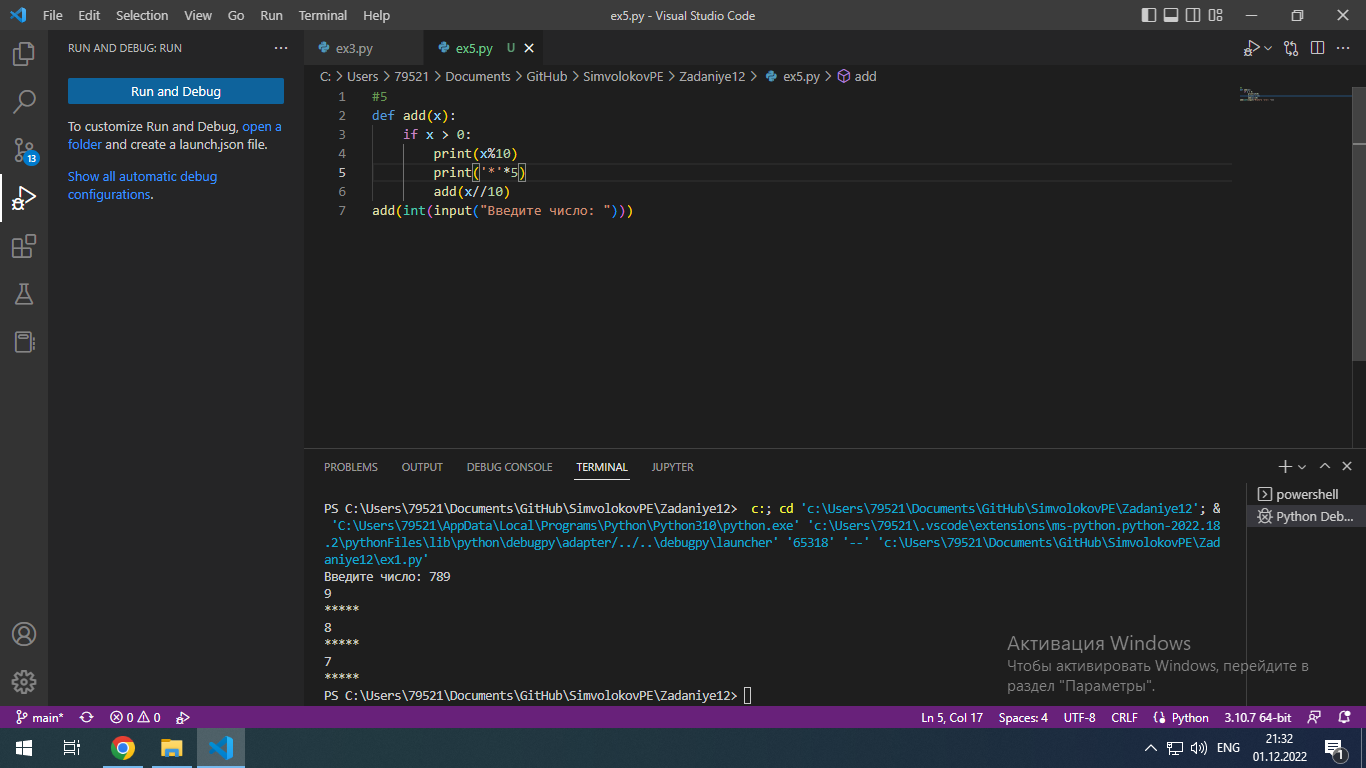 File Edit Selection View Go Run Terminal Help ex5.py - Visual Studio Code
RUN AND DEBUG: RUN ···
Run and Debug
To customize Run and Debug, open a
folder and create a launch.json file.
Show all automatic debug
configurations.
13
ex3.py ex5.py U
C: > Users > 79521 > Documents > GitHub > SimvolokovPE > Zadaniye12 > ex5.py > add
1 #5
2 def add(x):
3 if x > 0:
4 print(x%10)
5 print('*'*5)
6 add(x//10)
7 add(int(input("Введите число: ")))
PROBLEMS OUTPUT DEBUG CONSOLE TERMINAL JUPYTER
powershell
Python Deb...
PS C:\Users\79521\Documents\GitHub\SimvolokovPE\Zadaniye12> c:; cd 'c:\Users\79521\Documents\GitHub\SimvolokovPE\Zadaniye12'; &
'C:\Users\79521\AppData\Local\Programs\Python\Python310\python.exe' 'c:\Users\79521\.vscode\extensions\ms-python.python-2022.18
.2\pythonFiles\lib\python\debugpy\adapter/../..\debugpy\launcher' '65318' '--' 'c:\Users\79521\Documents\GitHub\SimvolokovPE\Zad
aniye12\ex1.py'
Введите число: 789
9
*****
8
*****
7
*****
PS C:\Users\79521\Documents\GitHub\SimvolokovPE\Zadaniye12>
Активация Windows
Чтобы активировать Windows, перейдите в
раздел "Параметры".
main* 0 0 Ln 5, Col 17 Spaces: 4 UTF-8 CRLF Python 3.10.7 64-bit
ENG
21:32
01.12.2022
1